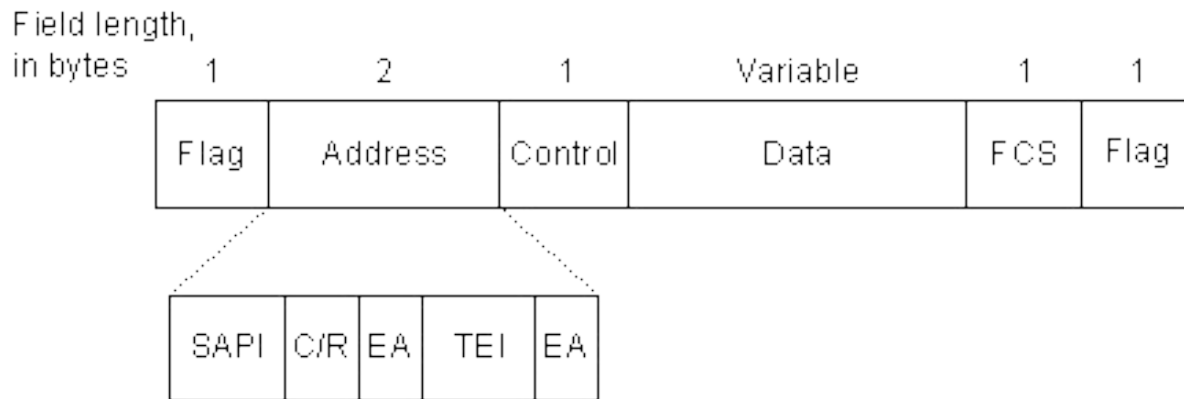 Field length,
in bytes 1 2 1 Variable 1 1
Flag Address Control Data FCS Flag
SAPI C/R EA TEI EA